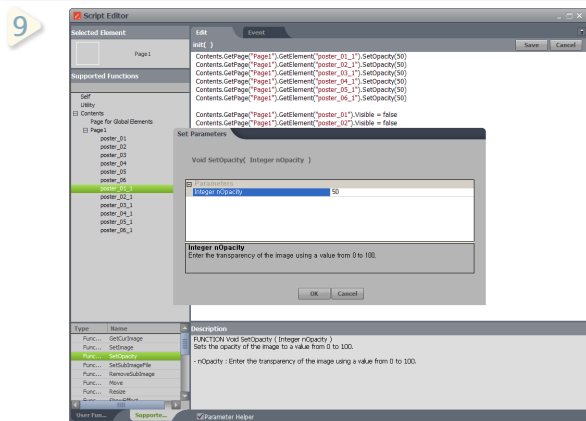 9
Script Editor
Selected Element
Page1
Supported Functions
Self
Utility
Contents
Page for Global Elements
Page1
poster_01
poster_02
poster_03
poster_04
poster_05
poster_06
poster_01_1
poster_02_1
poster_03_1
poster_04_1
poster_05_1
poster_06_1
Type Name
Func... GetCurImage
Func... SetImage
Func... SetOpacity
Func... SetSubImageFile
Func... RemoveSubImage
Func... Move
Func... Resize
Func... ShowEffect
User Fun... Supporte...
Edit Event
init( )
Save Cancel
Contents.GetPage("Page1").GetElement("poster_01_1").SetOpacity(50)
Contents.GetPage("Page1").GetElement("poster_02_1").SetOpacity(50)
Contents.GetPage("Page1").GetElement("poster_03_1").SetOpacity(50)
Contents.GetPage("Page1").GetElement("poster_04_1").SetOpacity(50)
Contents.GetPage("Page1").GetElement("poster_05_1").SetOpacity(50)
Contents.GetPage("Page1").GetElement("poster_06_1").SetOpacity(50)
Contents.GetPage("Page1").GetElement("poster_01").Visible = false
Contents.GetPage("Page1").GetElement("poster_02").Visible = false
Set Parameters
Void SetOpacity( Integer nOpacity )
Parameters
Integer nOpacity 50
Integer nOpacity
Enter the transparency of the image using a value from 0 to 100.
OK Cancel
Description
FUNCTION Void SetOpacity ( Integer nOpacity )
Sets the opacity of the image to a value from 0 to 100.
- nOpacity : Enter the transparency of the image using a value from 0 to 100.
Parameter Helper